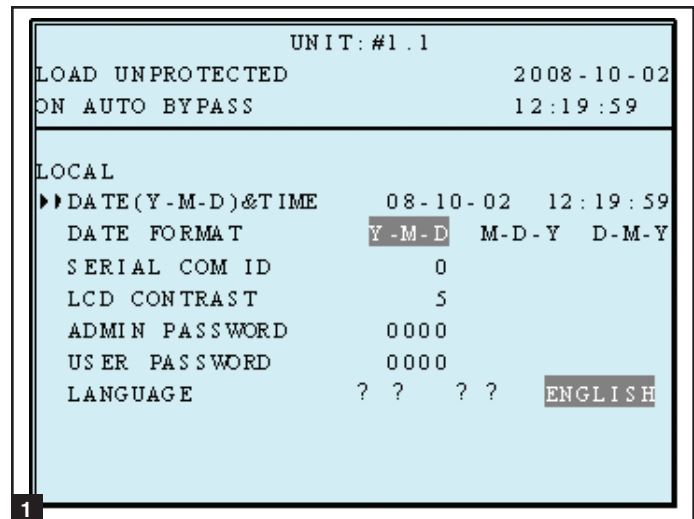 UNIT:#1.1
LOAD UNPROTECTED 2008-10-02
ON AUTO BYPASS 12:19:59
LOCAL
DATE(Y-M-D)&TIME 08-10-02 12:19:59
DATE FORMAT Y-M-D M-D-Y D-M-Y
SERIAL COM ID 0
LCD CONTRAST 5
ADMIN PASSWORD 0000
USER PASSWORD 0000
LANGUAGE ? ? ? ? ENGLISH
1